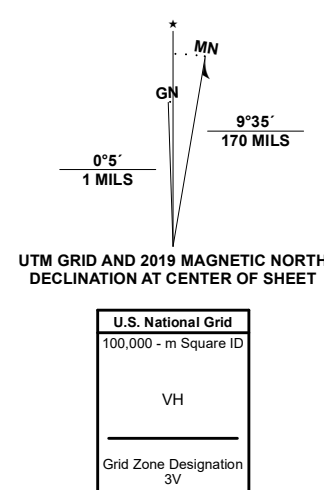 ★
MN
GN
9°35´
170 MILS
0°5´
1 MILS
UTM GRID AND 2019 MAGNETIC NORTH
DECLINATION AT CENTER OF SHEET
U.S. National Grid
100,000 - m Square ID
VH
Grid Zone Designation
3V